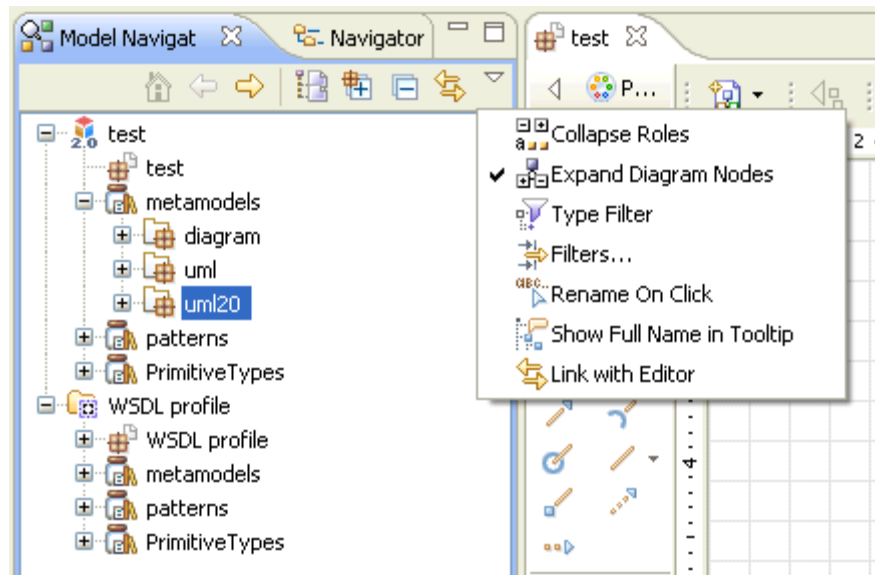 Model Navigat
Navigator
test
P...
2
test
2.0
test
metamodels
diagram
uml
uml20
patterns
PrimitiveTypes
WSDL profile
WSDL profile
metamodels
patterns
PrimitiveTypes
Collapse Roles
Expand Diagram Nodes
Type Filter
Filters...
Rename On Click
Show Full Name in Tooltip
Link with Editor
4